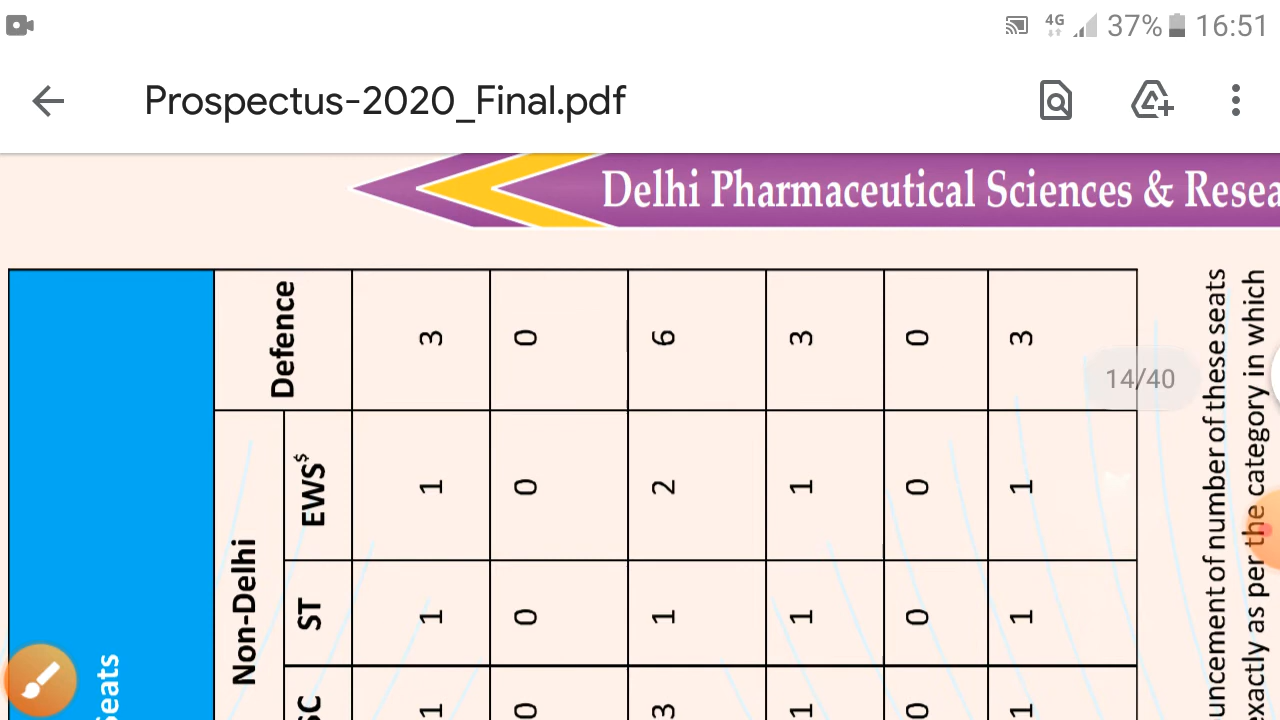 4G 37% 16:51
Prospectus-2020_Final.pdf
Delhi Pharmaceutical Sciences & Resea
14/40
Seats
Non-Delhi
SC ST EWS$ Defence
1 1 1 3
0 0 0 0
3 1 2 6
1 1 1 3
0 0 0 0
1 1 1 3
uncement of number of these seats
exactly as per the category in which